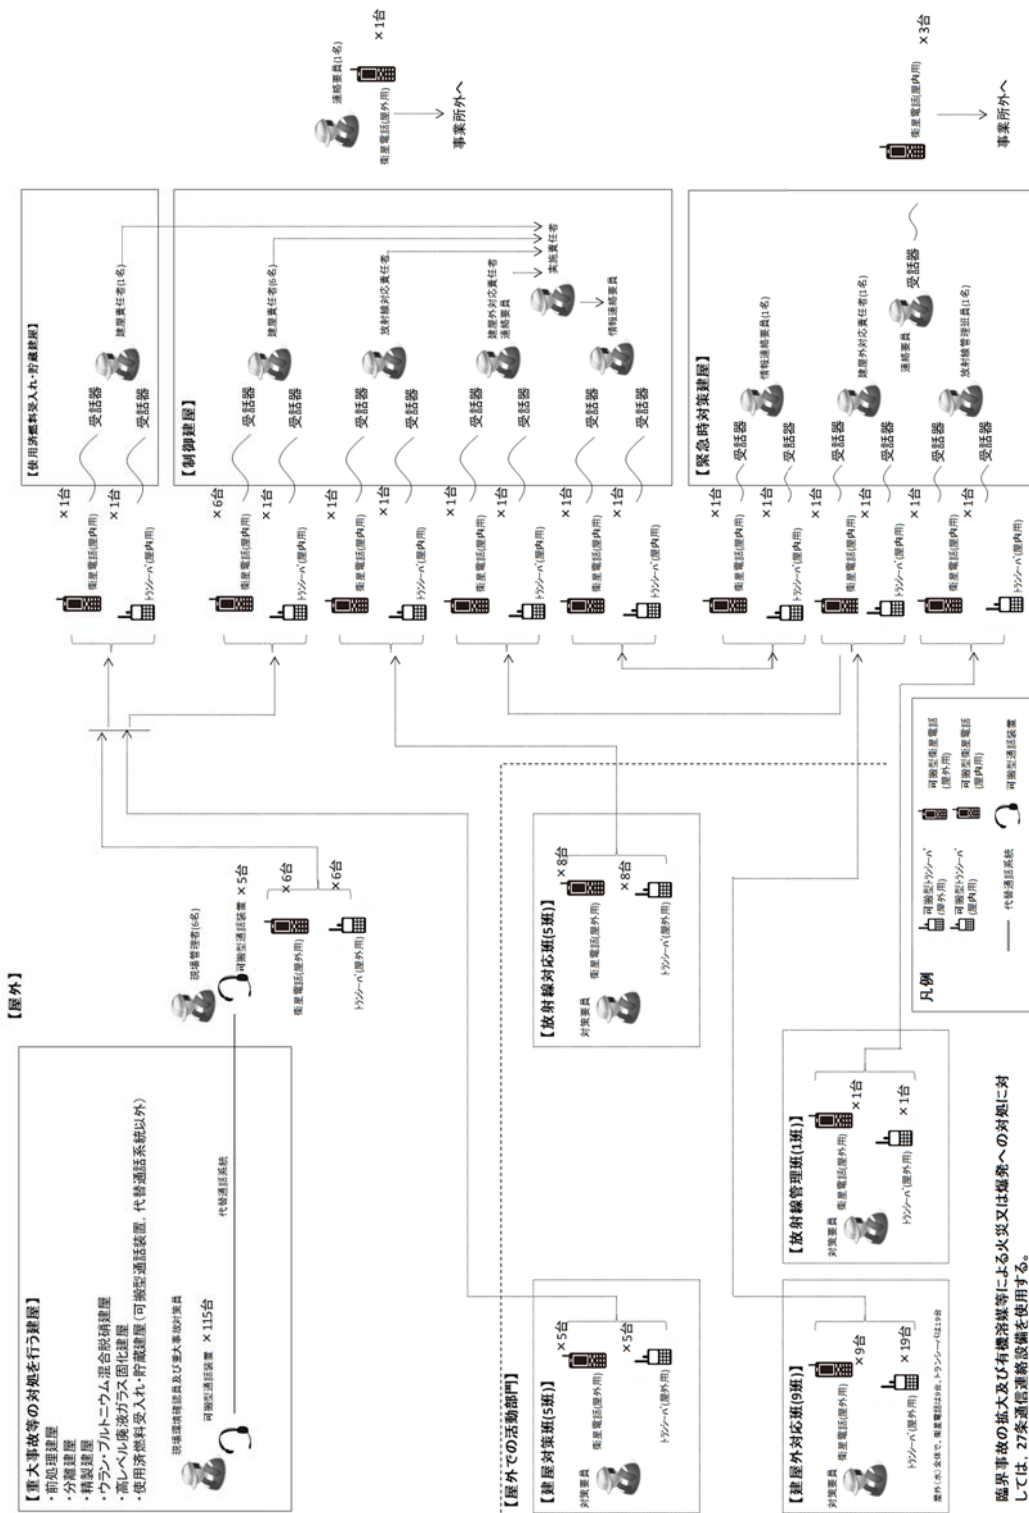 【屋外】
【重大事故等の対処を行う建屋】
・前処理建屋
・分離建屋
・精製建屋
・ウラン・プルトニウム混合脱硝建屋
・高レベル廃液ガラス固化建屋
・使用済燃料受入れ・貯蔵建屋(可搬型通話装置，代替通話系統以外)
現場環境確認員及び重大事故対策員
可搬型通話装置 ×115台
代替通話系統
現場管理者(6名)
可搬型通話装置 ×5台
衛星電話(屋外用)
×6台
トランシーバ(屋外用)
×6台
【屋外での活動部門】
【建屋対策班(5班)】
対策要員
衛星電話(屋外用)
×5台
トランシーバ(屋外用)
×5台
【放射線対応班(5班)】
対策要員
衛星電話(屋外用)
×8台
トランシーバ(屋外用)
×8台
【建屋外対応班(9班)】
対策要員
衛星電話(屋外用)
×9台
トランシーバ(屋外用)
×19台
屋外(水)全体で、衛星電話は9台、トランシーバは19台
【放射線管理班(1班)】
対策要員
衛星電話(屋外用)
×1台
トランシーバ(屋外用)
×1台
【使用済燃料受入れ・貯蔵建屋】
衛星電話(屋内用)
×1台
受話器
トランシーバ(屋内用)
×1台
受話器
建屋責任者(1名)
【制御建屋】
衛星電話(屋内用)
×6台
受話器
トランシーバ(屋内用)
×1台
受話器
建屋責任者(6名)
衛星電話(屋内用)
×1台
受話器
トランシーバ(屋内用)
×1台
受話器
放射線対応責任者
衛星電話(屋内用)
×1台
受話器
トランシーバ(屋内用)
×1台
受話器
建屋外対応責任者
連絡要員
実施責任者
衛星電話(屋内用)
×1台
受話器
トランシーバ(屋内用)
×1台
受話器
情報連絡要員
連絡要員(1名)
衛星電話(屋外用)
×1台
事業所外へ
【緊急時対策建屋】
衛星電話(屋内用)
×1台
受話器
トランシーバ(屋内用)
×1台
受話器
情報連絡要員(1名)
衛星電話(屋内用)
×1台
受話器
トランシーバ(屋内用)
×1台
受話器
建屋外対応責任者(1名)
連絡要員
受話器
衛星電話(屋内用)
×1台
受話器
トランシーバ(屋内用)
×1台
受話器
放射線管理班員(1名)
衛星電話(屋内用)
×3台
事業所外へ
凡例
可搬型トランシーバ
(屋外用)
可搬型衛星電話
(屋外用)
可搬型トランシーバ
(屋内用)
可搬型衛星電話
(屋内用)
代替通話系統
可搬型通話装置
臨界事故の拡大及び有機溶媒等による火災又は爆発への対処に対
しては，27条通信連絡設備を使用する。